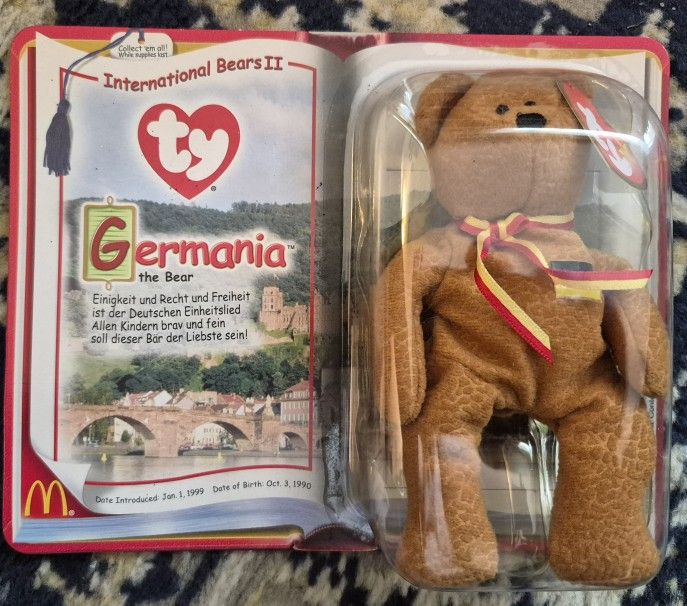 Collect 'em all!
While supplies last.
International Bears II
ty®
Germania™
the Bear
Einigkeit und Recht und Freiheit
ist der Deutschen Einheitslied
Allen Kindern brav und fein
soll dieser Bär der Liebste sein!
Date Introduced: Jan. 1, 1999 Date of Birth: Oct. 3, 1990